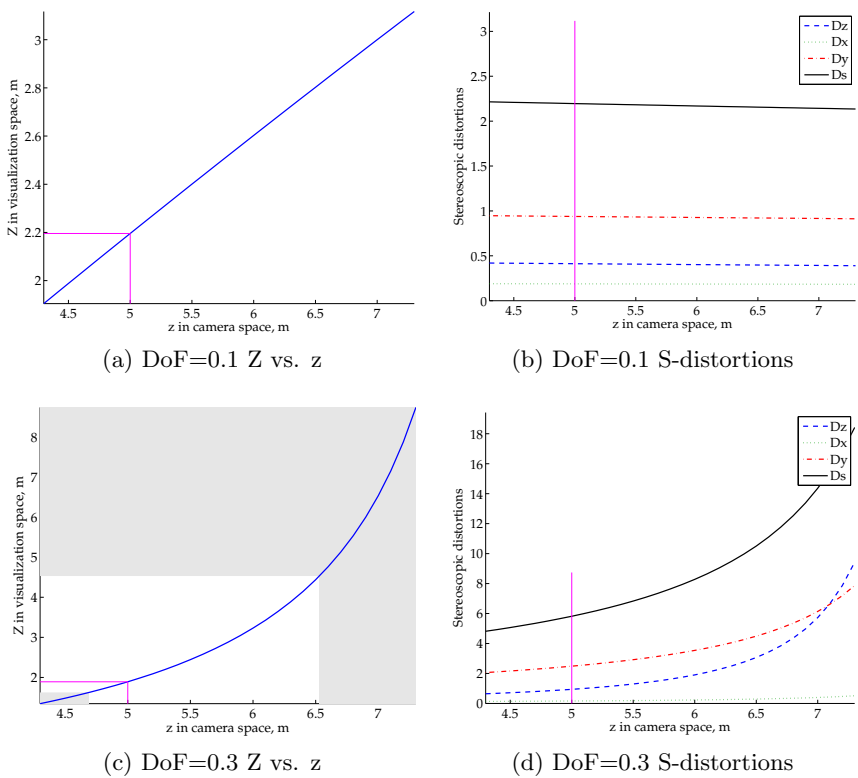 3
2.8
2.6
2.4
2.2
2
Z in visualization space, m
4.5 5 5.5 6 6.5 7
z in camera space, m
(a) DoF=0.1 Z vs. z
3
2.5
2
1.5
1
0.5
0
Stereoscopic distortions
Dz
Dx
Dy
Ds
4.5 5 5.5 6 6.5 7
z in camera space, m
(b) DoF=0.1 S-distortions
8
7
6
5
4
3
2
Z in visualization space, m
4.5 5 5.5 6 6.5 7
z in camera space, m
(c) DoF=0.3 Z vs. z
18
16
14
12
10
8
6
4
2
0
Stereoscopic distortions
Dz
Dx
Dy
Ds
4.5 5 5.5 6 6.5 7
z in camera space, m
(d) DoF=0.3 S-distortions